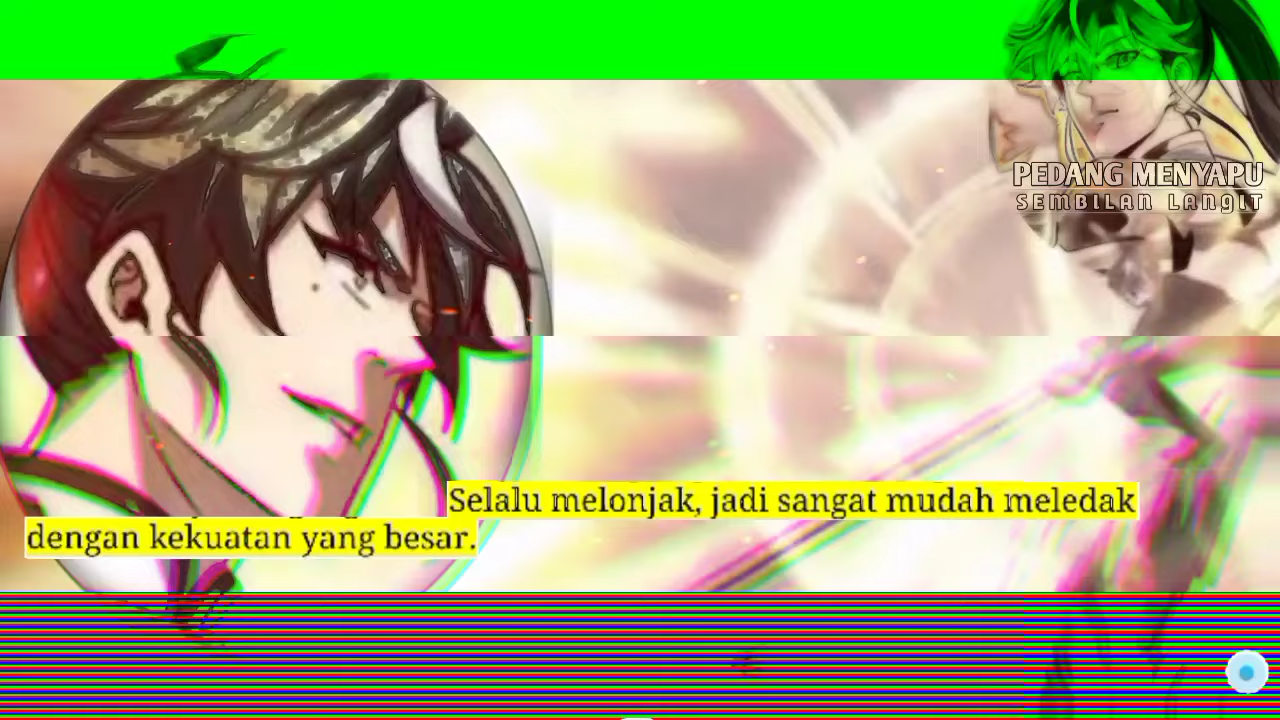 PEDANG MENYAPU
SEMBILAN LANGIT
Selalu melonjak, jadi sangat mudah meledak
dengan kekuatan yang besar.